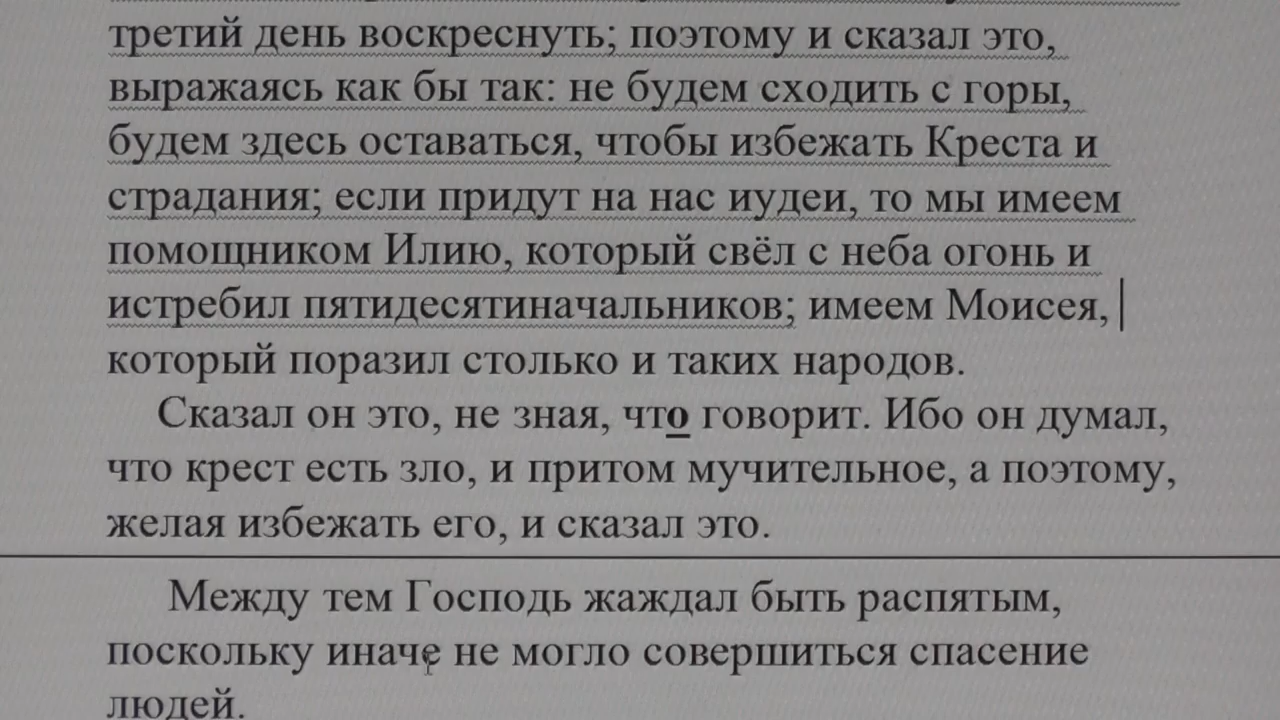 третий день воскреснуть; поэтому и сказал это,
выражаясь как бы так: не будем сходить с горы,
будем здесь оставаться, чтобы избежать Креста и
страдания; если придут на нас иудеи, то мы имеем
помощником Илию, который свёл с неба огонь и
истребил пятидесятиначальников; имеем Моисея,
который поразил столько и таких народов.
Сказал он это, не зная, что говорит. Ибо он думал,
что крест есть зло, и притом мучительное, а поэтому,
желая избежать его, и сказал это.
Между тем Господь жаждал быть распятым,
поскольку иначе не могло совершиться спасение
людей.